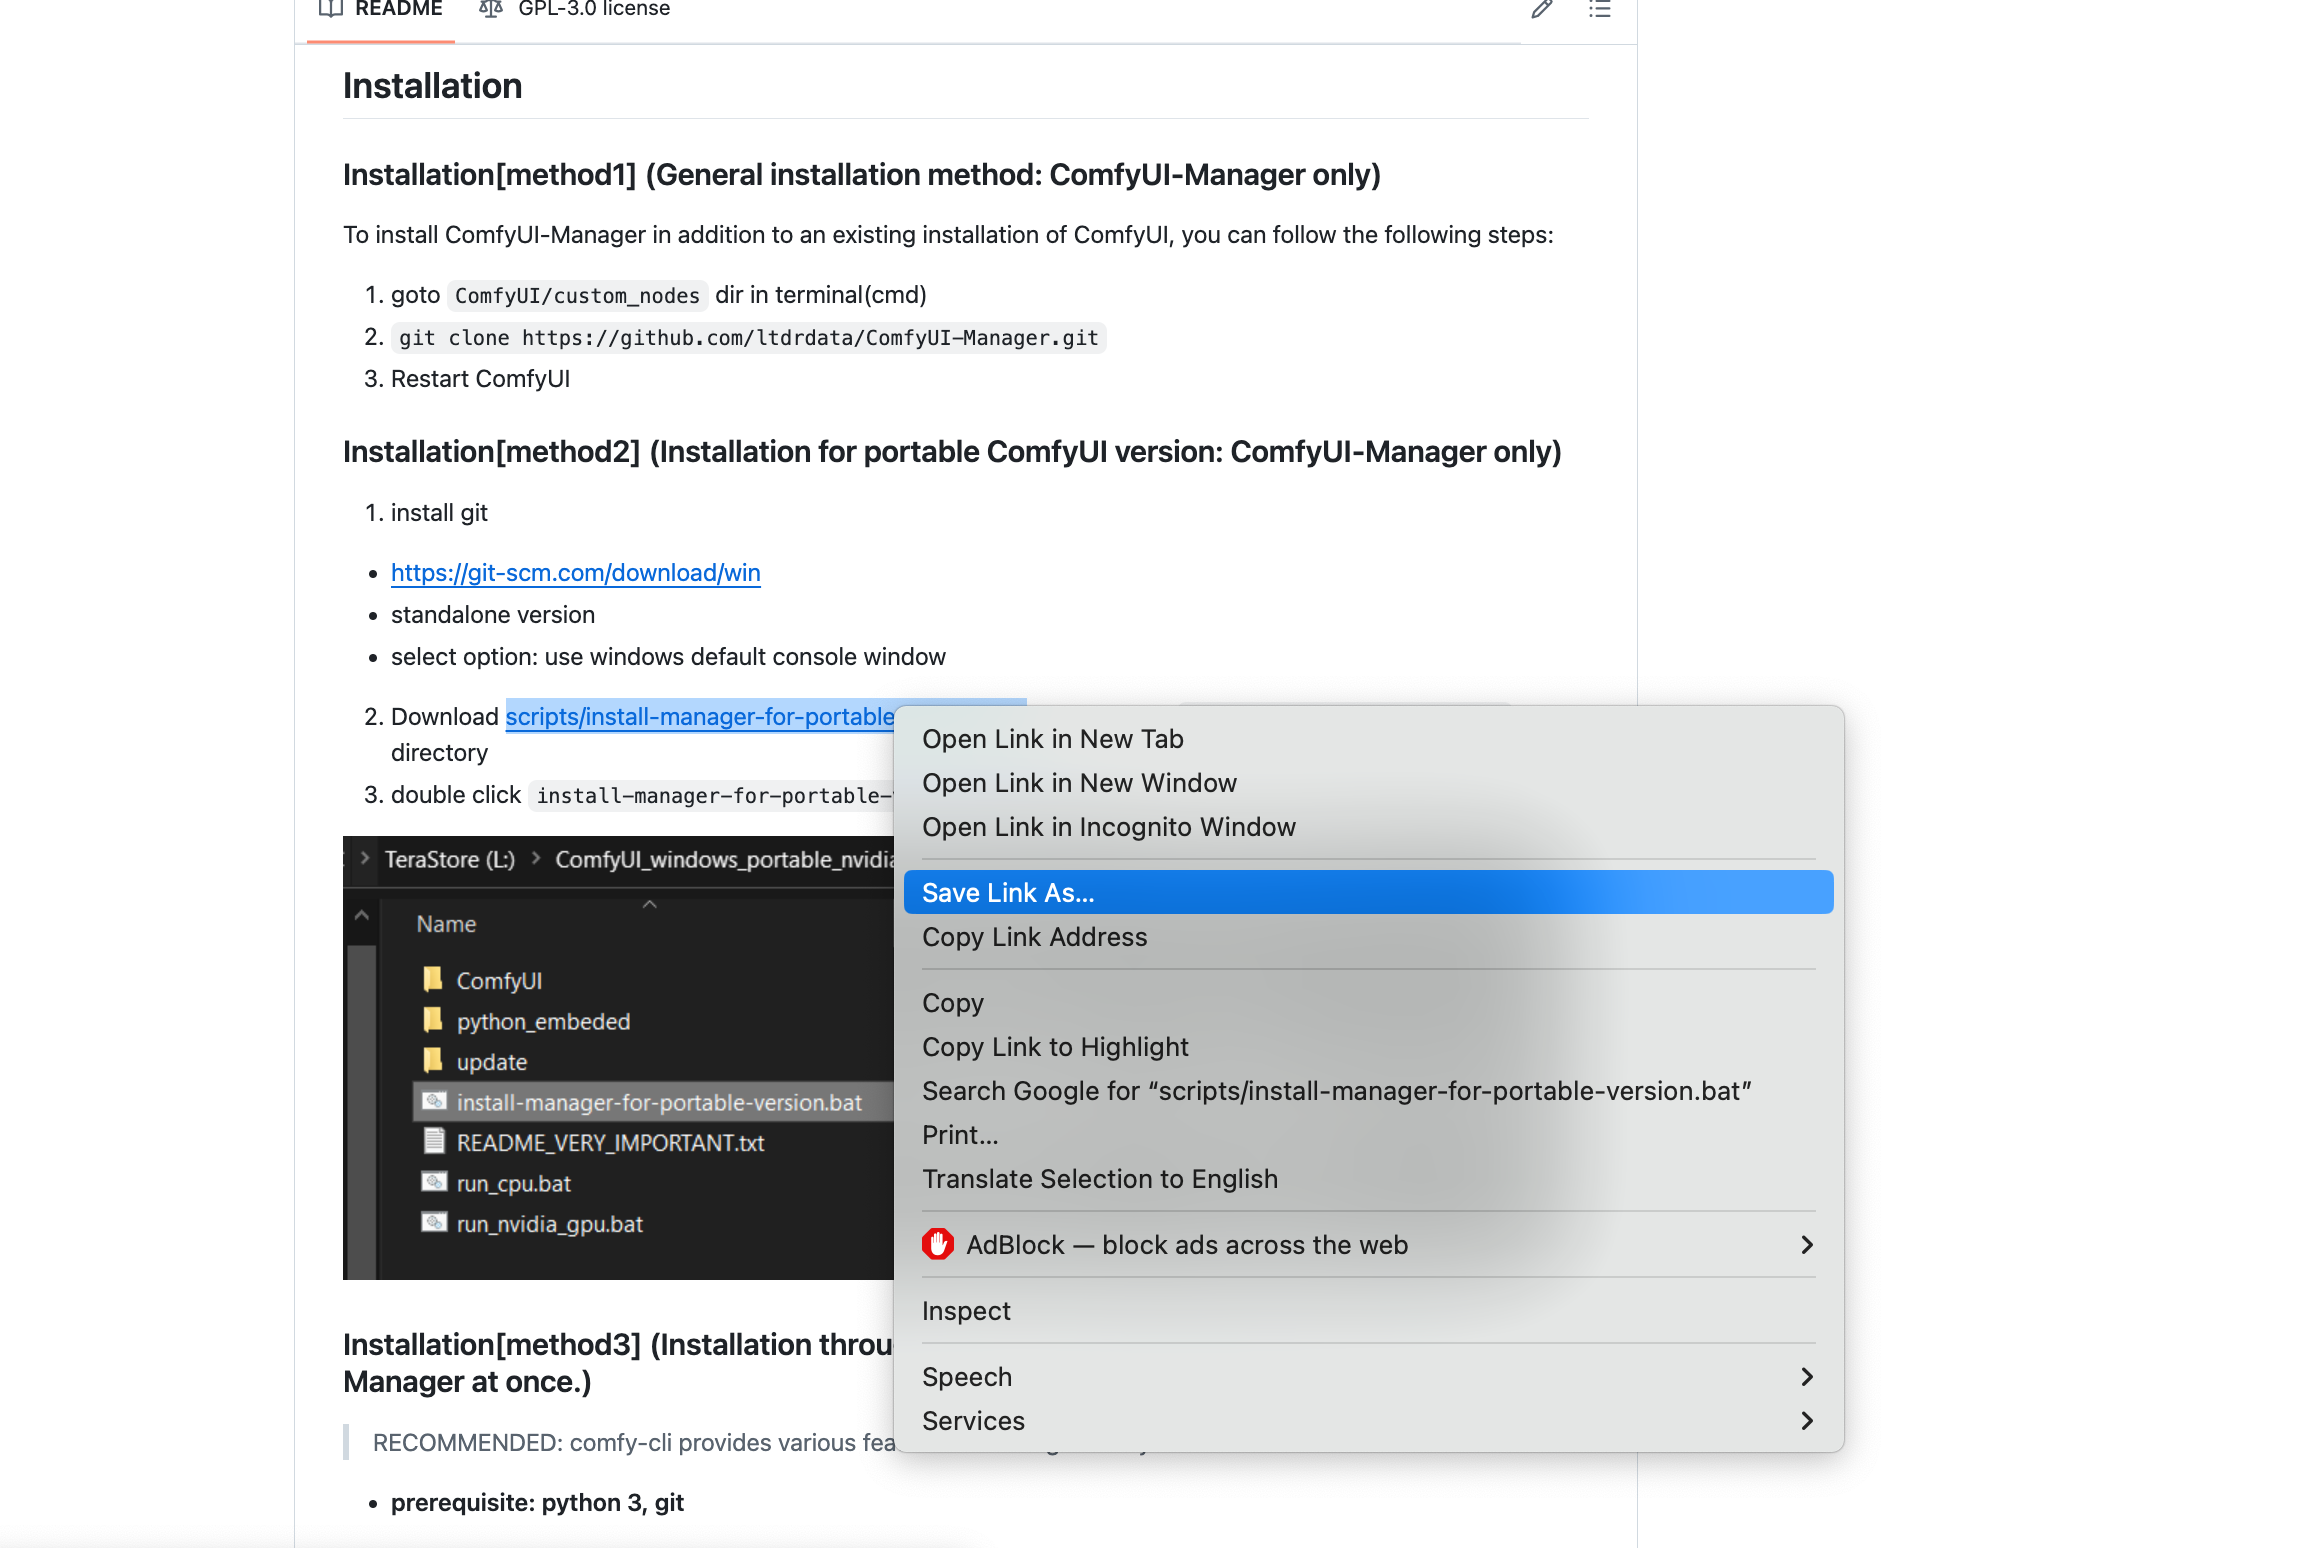 README
GPL-3.0 license
Installation
Installation[method1] (General installation method: ComfyUI-Manager only)
To install ComfyUI-Manager in addition to an existing installation of ComfyUI, you can follow the following steps:
1. goto ComfyUI/custom_nodes dir in terminal(cmd)
2. git clone https://github.com/ltdrdata/ComfyUI-Manager.git
3. Restart ComfyUI
Installation[method2] (Installation for portable ComfyUI version: ComfyUI-Manager only)
1. install git
• https://git-scm.com/download/win
• standalone version
• select option: use windows default console window
2. Download scripts/install-manager-for-portable
directory
3. double click install-manager-for-portable-
TeraStore (L:) > ComfyUI_windows_portable_nvidia
Name
ComfyUI
python_embeded
update
install-manager-for-portable-version.bat
README_VERY_IMPORTANT.txt
run_cpu.bat
run_nvidia_gpu.bat
Installation[method3] (Installation
Manager at once.)
RECOMMENDED: comfy-cli provides various
• prerequisite: python 3, git
Open Link in New Tab
Open Link in New Window
Open Link in Incognito Window
Save Link As...
Copy Link Address
Copy
Copy Link to Highlight
Search Google for “scripts/install-manager-for-portable-version.bat”
Print...
Translate Selection to English
AdBlock — block ads across the web
Inspect
Speech
Services